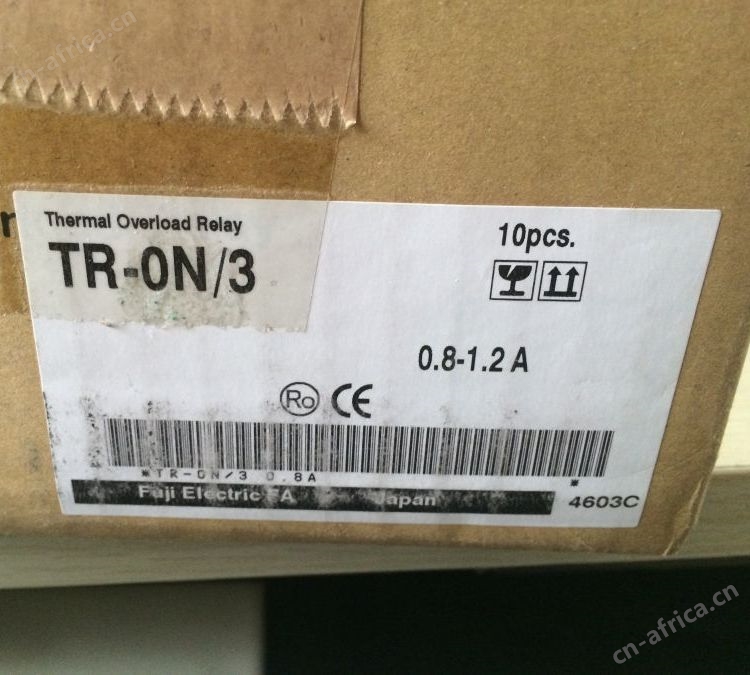 cn-africa.cn
Thermal Overload Relay
TR-0N/3
10pcs.
0.8-1.2 A
Ro CE
*TR-0N/3 0.8A *
Fuji Electric FA Japan
4603C
cn-africa.cn